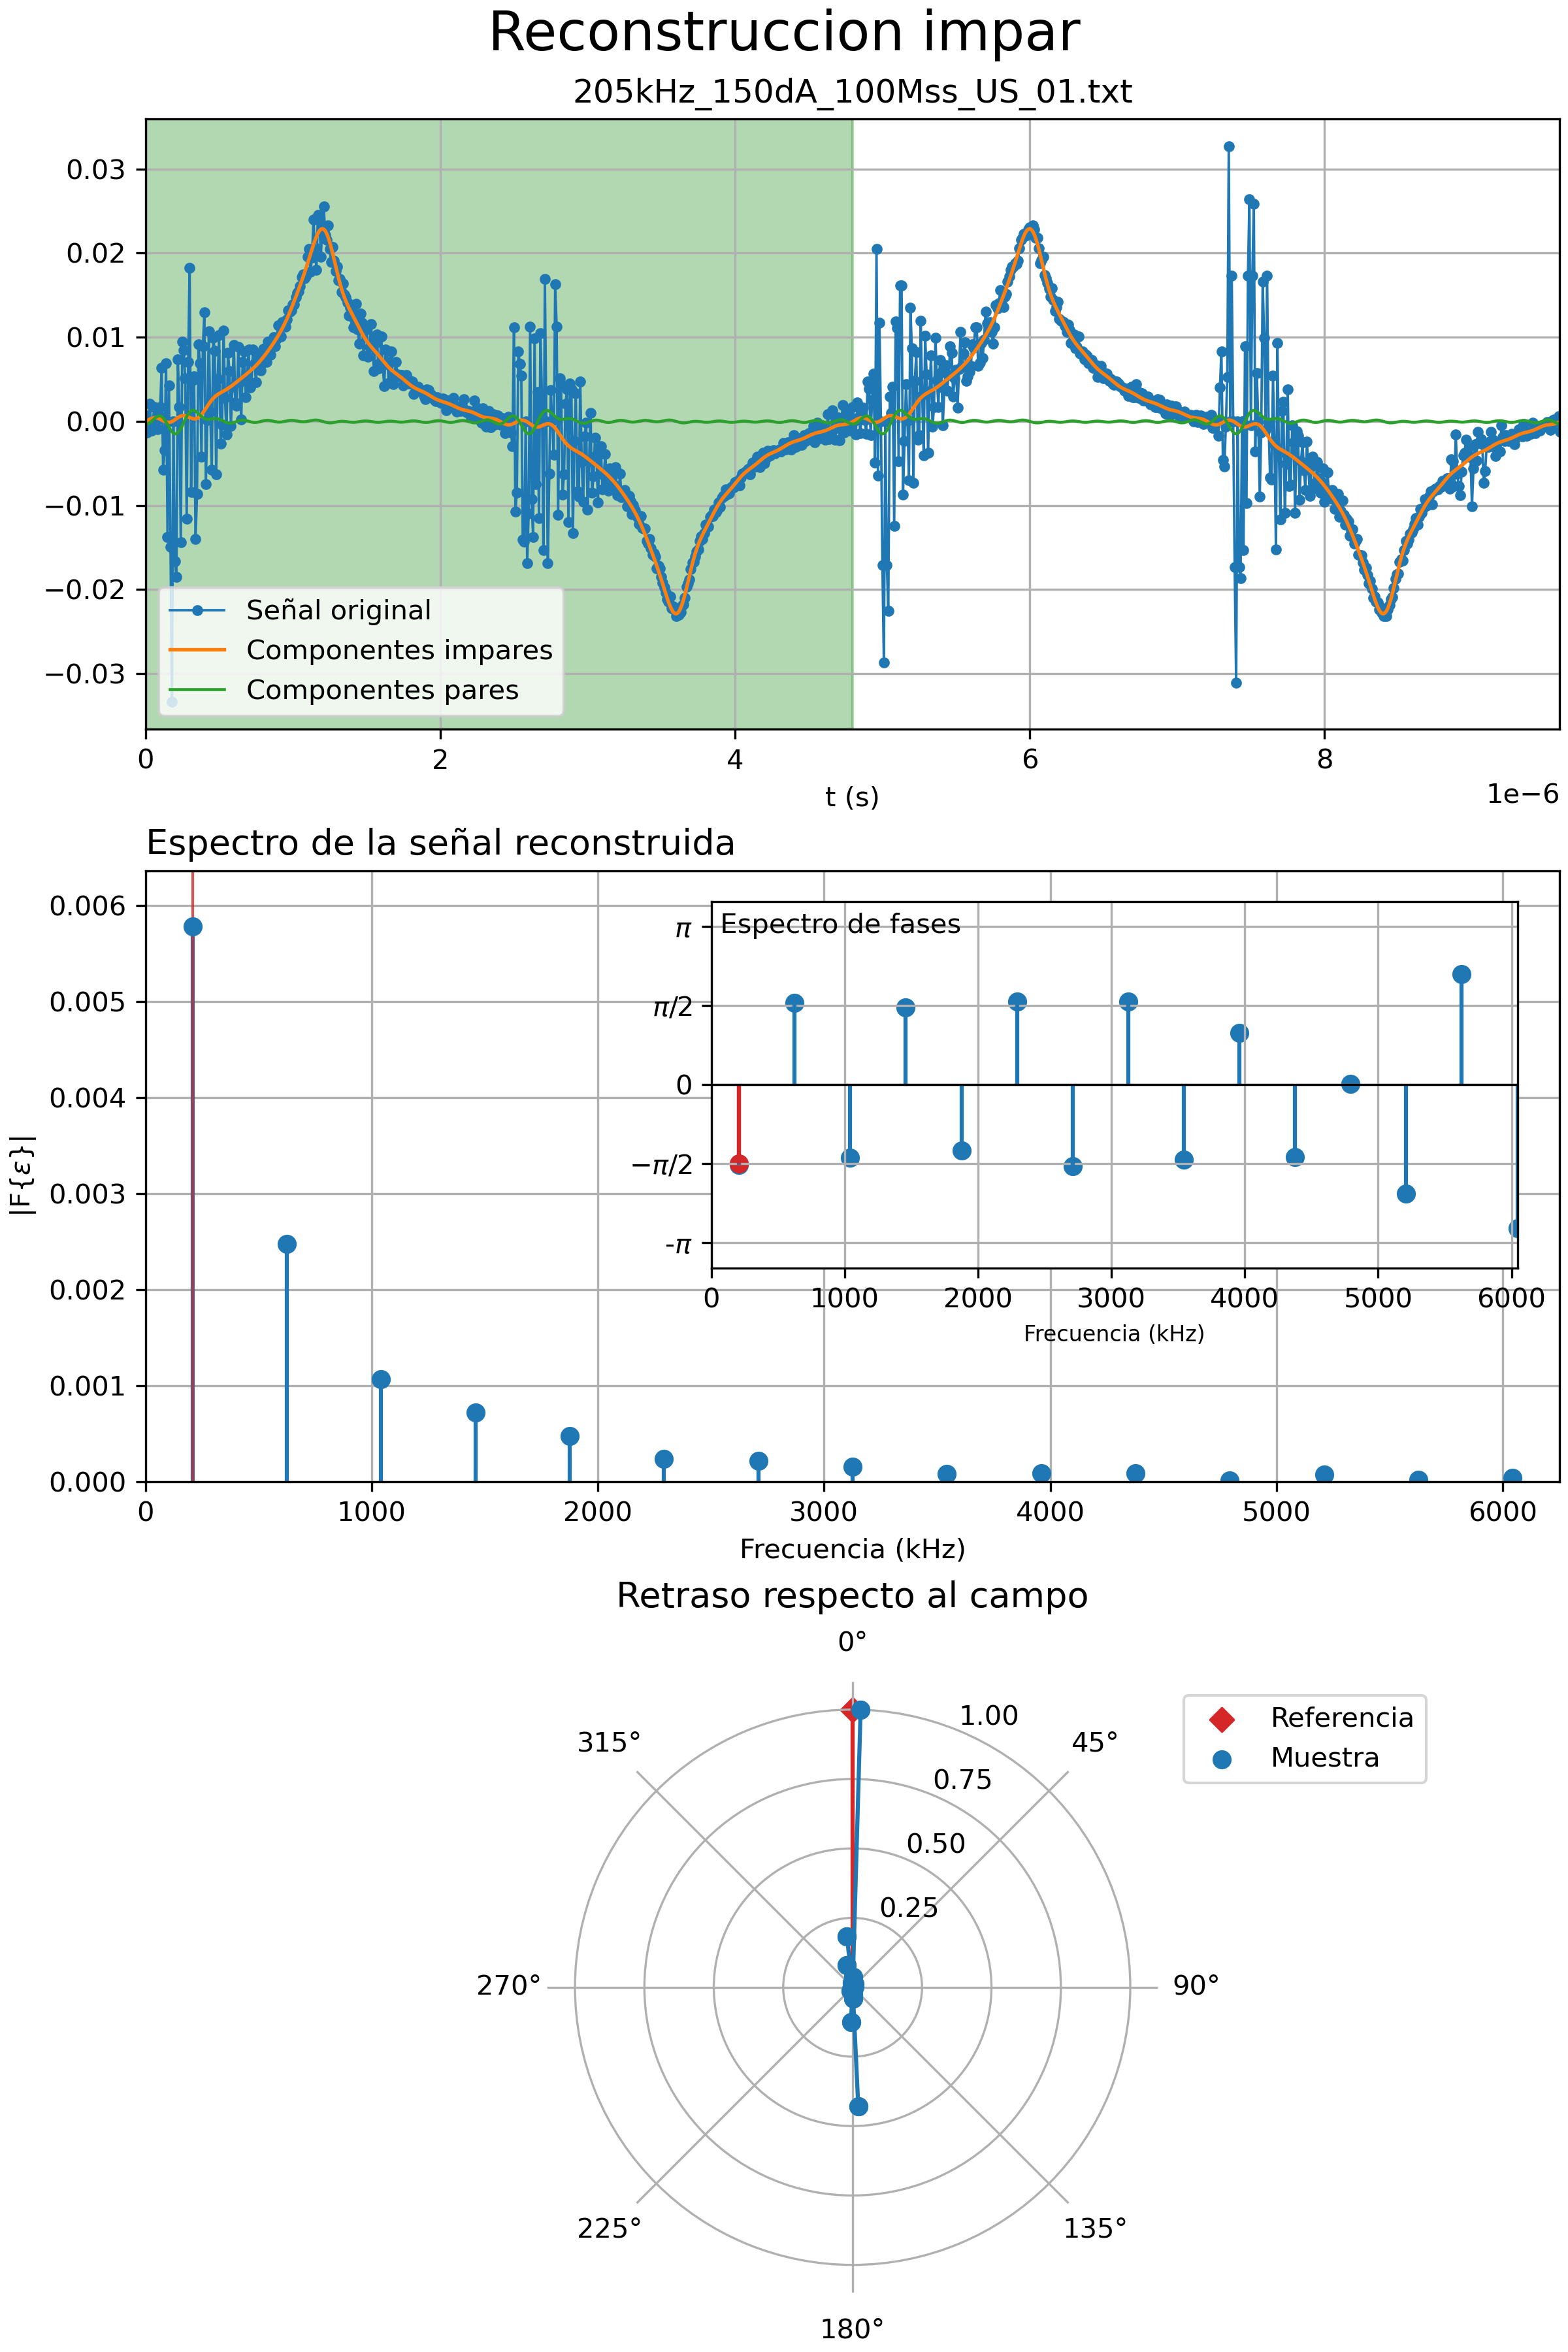 Reconstruccion impar
205kHz_150dA_100Mss_US_01.txt
0.03
0.02
0.01
0.00
−0.01
−0.02
−0.03
Señal original
Componentes impares
Componentes pares
0 2 4 6 8
t (s)
1e−6
Espectro de la señal reconstruida
0.006
0.005
0.004
0.003
0.002
0.001
0.000
|F{ε}|
Espectro de fases
π
π/2
0
−π/2
-π
0 1000 2000 3000 4000 5000 6000
Frecuencia (kHz)
0 1000 2000 3000 4000 5000 6000
Frecuencia (kHz)
Retraso respecto al campo
0°
45°
90°
135°
180°
225°
270°
315°
1.00
0.75
0.50
0.25
Referencia
Muestra